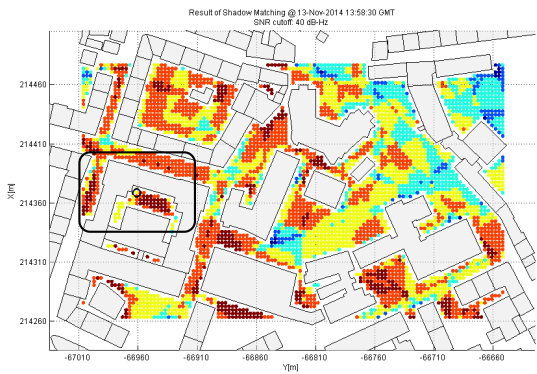 Result of Shadow Matching @ 13-Nov-2014 13:58:30 GMT
SNR cutoff: 40 dB-Hz
X[m]
214460
214410
214360
214310
214260
-67010 -66960 -66910 -66860 -66810 -66760 -66710 -66660
Y[m]